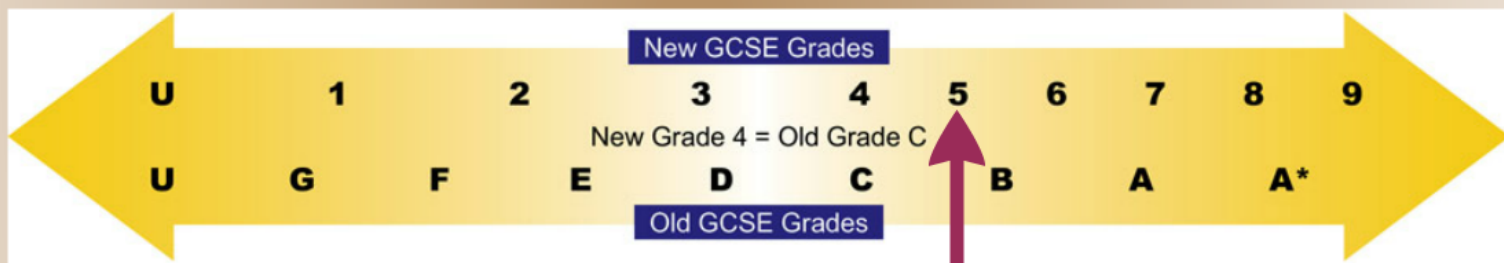 New GCSE Grades
U 1 2 3 4 5 6 7 8 9
New Grade 4 = Old Grade C
U G F E D C B A A*
Old GCSE Grades